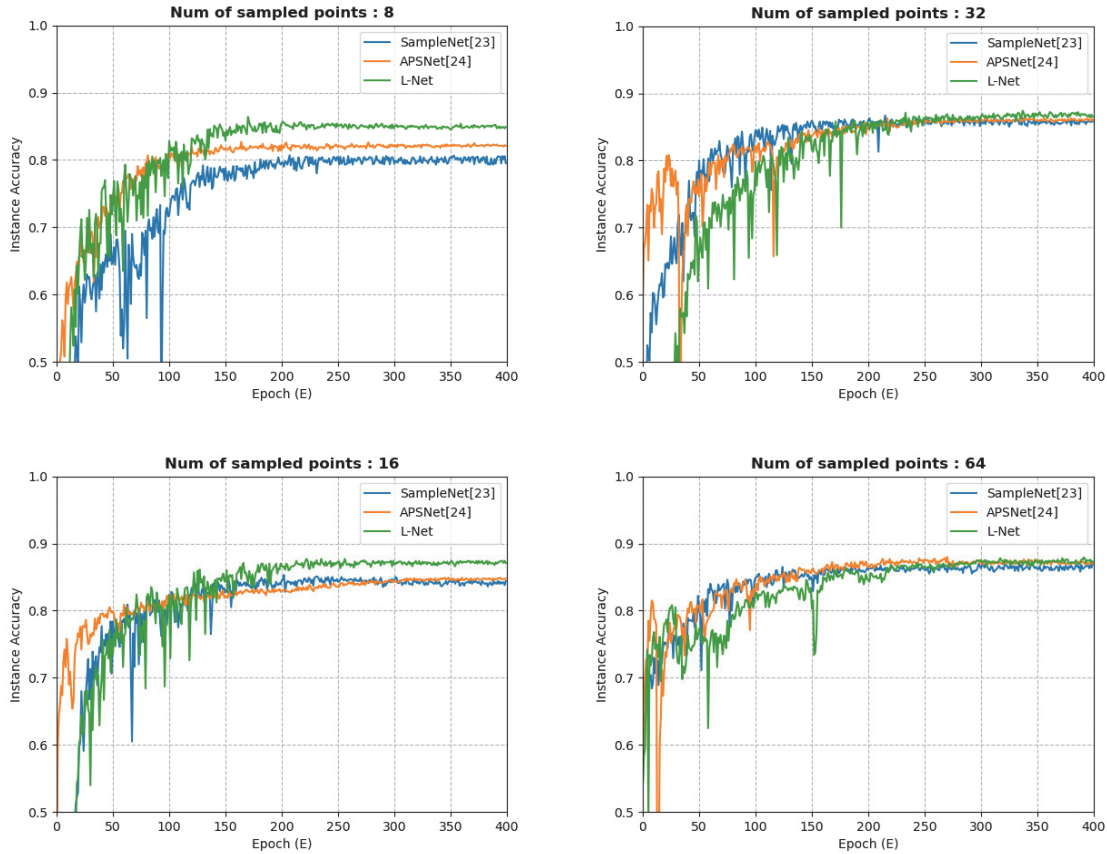 Num of sampled points : 8
1.0
0.9
0.8
0.7
0.6
0.5
Instance Accuracy
SampleNet[23]
APSNet[24]
L-Net
0 50 100 150 200 250 300 350 400
Epoch (E)
Num of sampled points : 32
1.0
0.9
0.8
0.7
0.6
0.5
Instance Accuracy
SampleNet[23]
APSNet[24]
L-Net
0 50 100 150 200 250 300 350 400
Epoch (E)
Num of sampled points : 16
1.0
0.9
0.8
0.7
0.6
0.5
Instance Accuracy
SampleNet[23]
APSNet[24]
L-Net
0 50 100 150 200 250 300 350 400
Epoch (E)
Num of sampled points : 64
1.0
0.9
0.8
0.7
0.6
0.5
Instance Accuracy
SampleNet[23]
APSNet[24]
L-Net
0 50 100 150 200 250 300 350 400
Epoch (E)